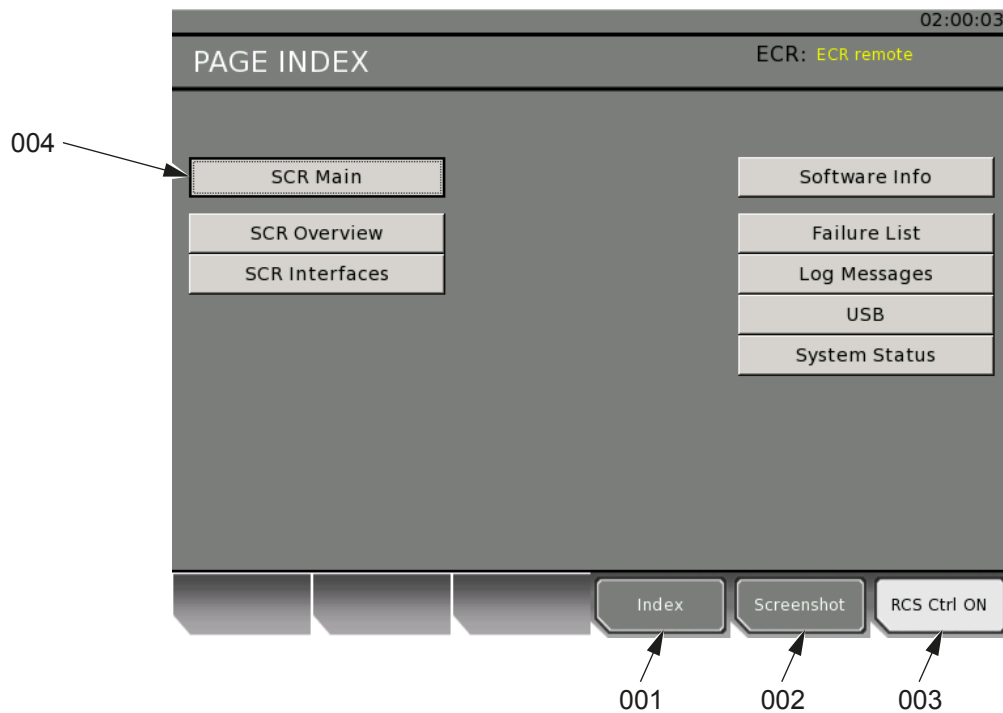 02:00:03
PAGE INDEX
ECR: ECR remote
004
SCR Main
Software Info
SCR Overview
Failure List
SCR Interfaces
Log Messages
USB
System Status
Index
Screenshot
RCS Ctrl ON
001
002
003